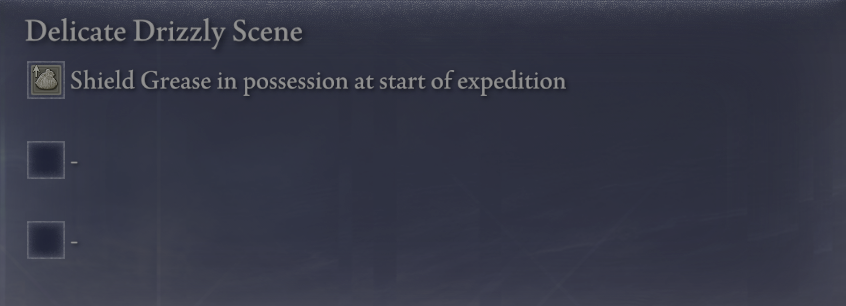 Delicate Drizzly Scene
Shield Grease in possession at start of expedition
-
-